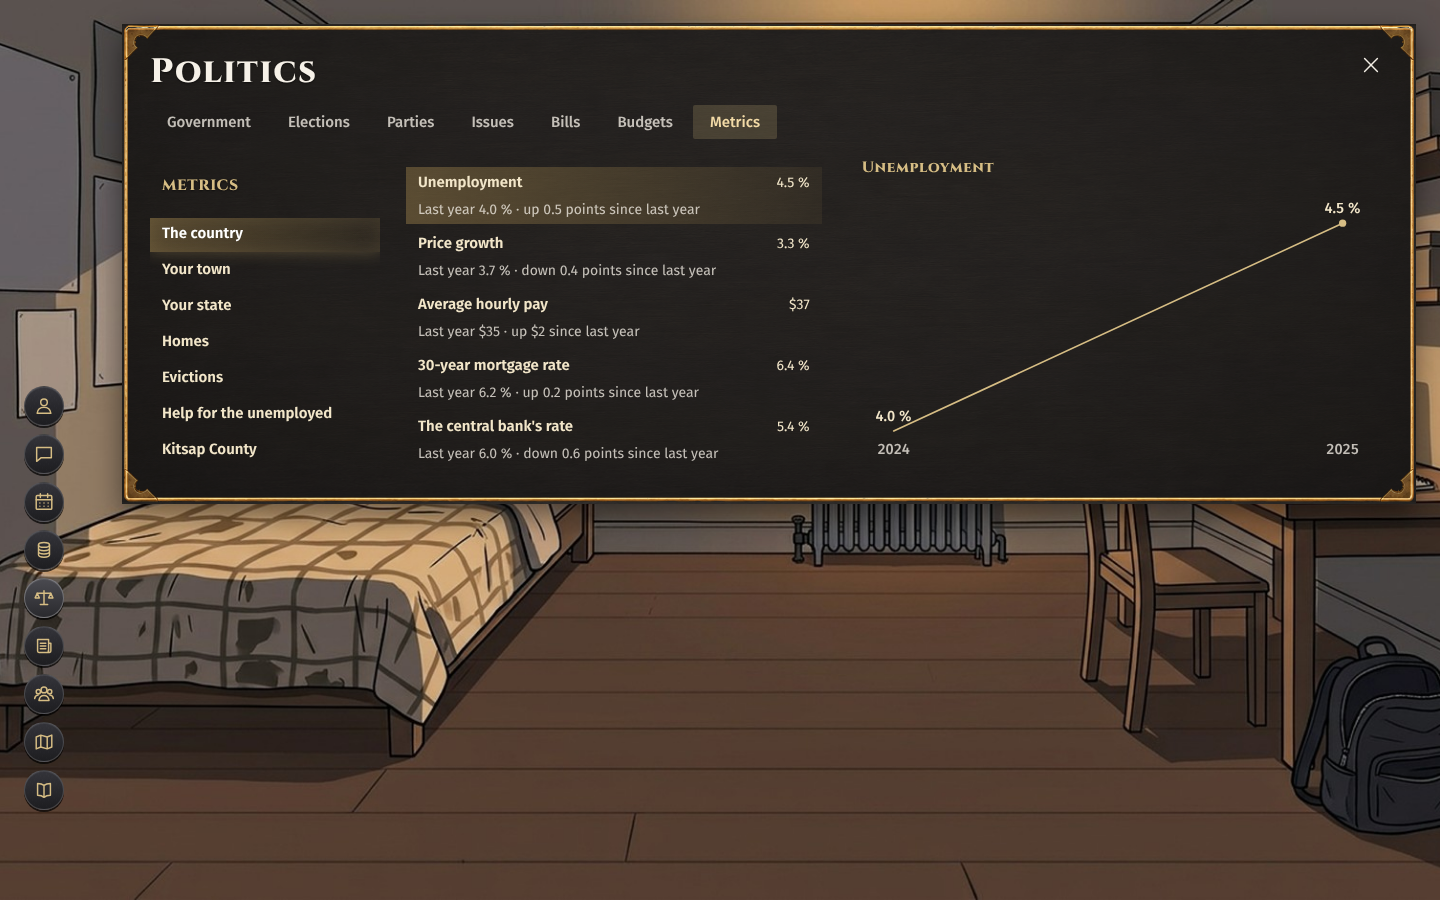 Politics
Government Elections Parties Issues Bills Budgets Metrics
METRICS
The country
Your town
Your state
Homes
Evictions
Help for the unemployed
Kitsap County
Unemployment 4.5 %
Last year 4.0 % · up 0.5 points since last year
Price growth 3.3 %
Last year 3.7 % · down 0.4 points since last year
Average hourly pay $37
Last year $35 · up $2 since last year
30-year mortgage rate 6.4 %
Last year 6.2 % · up 0.2 points since last year
The central bank's rate 5.4 %
Last year 6.0 % · down 0.6 points since last year
Unemployment
4.5 %
4.0 %
2024 2025